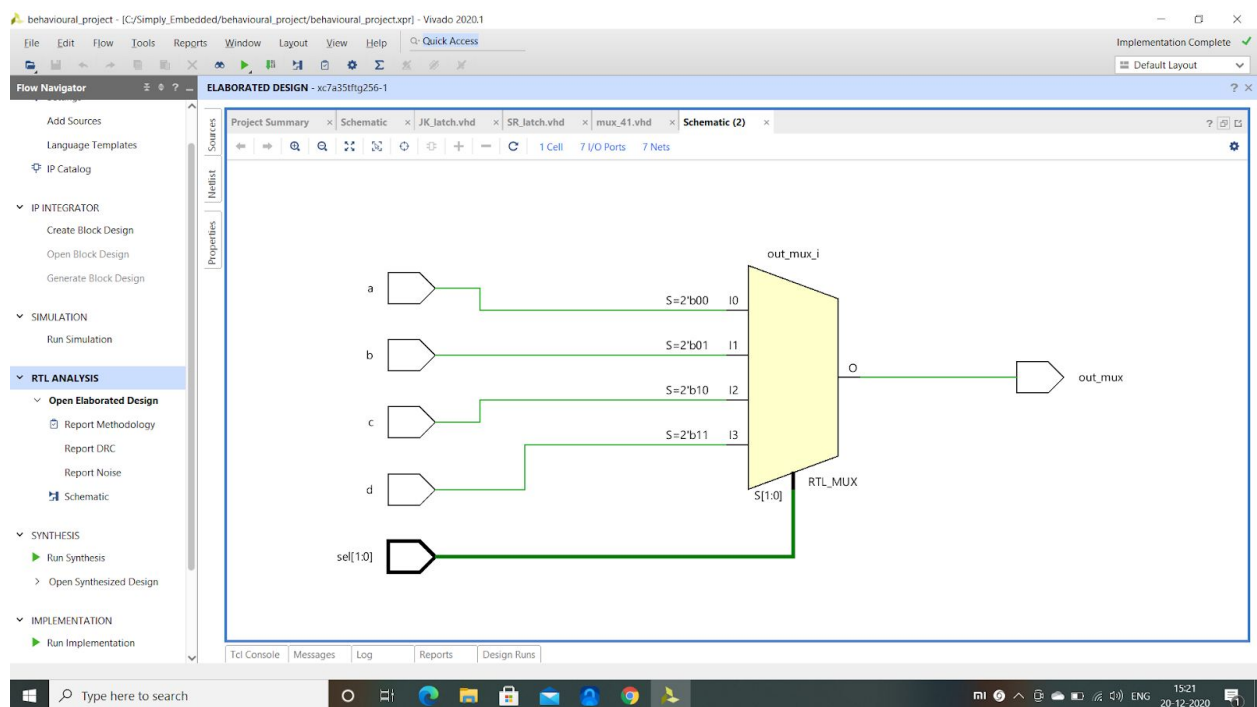 behavioural_project - [C:/Simply_Embedded/behavioural_project/behavioural_project.xpr] - Vivado 2020.1
File Edit Flow Tools Reports Window Layout View Help Quick Access
Implementation Complete
Default Layout
Flow Navigator
ELABORATED DESIGN - xc7a35tftg256-1
Add Sources
Language Templates
IP Catalog
IP INTEGRATOR
Create Block Design
Open Block Design
Generate Block Design
SIMULATION
Run Simulation
RTL ANALYSIS
Open Elaborated Design
Report Methodology
Report DRC
Report Noise
Schematic
SYNTHESIS
Run Synthesis
Open Synthesized Design
IMPLEMENTATION
Run Implementation
Sources
Netlist
Properties
Project Summary Schematic JK_latch.vhd SR_latch.vhd mux_41.vhd Schematic (2)
1 Cell 7 I/O Ports 7 Nets
out_mux_i
a
S=2'b00 I0
b
S=2'b01 I1
c
S=2'b10 I2
d
S=2'b11 I3
O
out_mux
S[1:0]
RTL_MUX
sel[1:0]
Tcl Console Messages Log Reports Design Runs
Type here to search
mi
ENG
15:21
20-12-2020